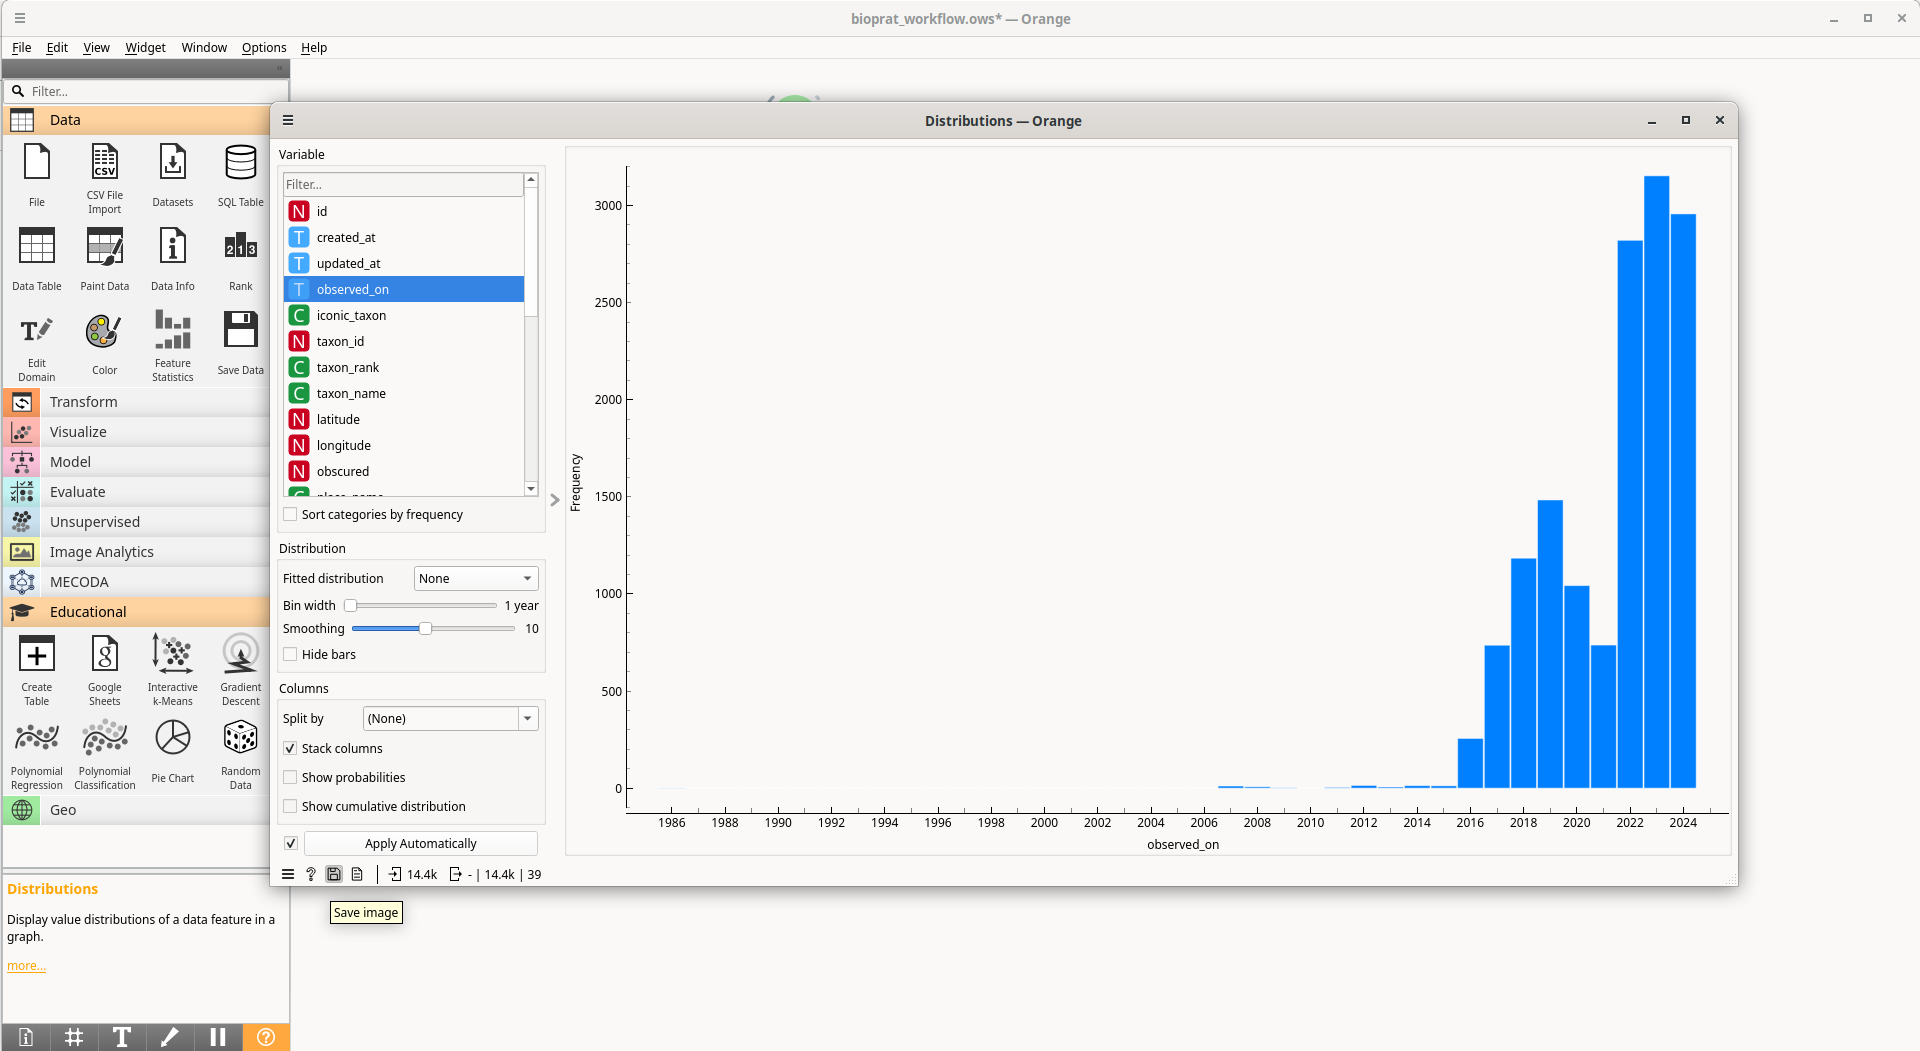 bioprat_workflow.ows* — Orange
File Edit View Widget Window Options Help
Filter...
Data
File
CSV File Import
Datasets
SQL Table
Data Table
Paint Data
Data Info
Rank
Edit Domain
Color
Feature Statistics
Save Data
Transform
Visualize
Model
Evaluate
Unsupervised
Image Analytics
MECODA
Educational
Create Table
Google Sheets
Interactive k-Means
Gradient Descent
Polynomial Regression
Polynomial Classification
Pie Chart
Random Data
Geo
Distributions
Display value distributions of a data feature in a
graph.
more...
Distributions — Orange
Variable
Filter...
N id
T created_at
T updated_at
T observed_on
C iconic_taxon
N taxon_id
C taxon_rank
C taxon_name
N latitude
N longitude
N obscured
Sort categories by frequency
Distribution
Fitted distribution None
Bin width 1 year
Smoothing 10
Hide bars
Columns
Split by (None)
Stack columns
Show probabilities
Show cumulative distribution
Apply Automatically
14.4k - | 14.4k | 39
Save image
Frequency
3000
2500
2000
1500
1000
500
0
1986 1988 1990 1992 1994 1996 1998 2000 2002 2004 2006 2008 2010 2012 2014 2016 2018 2020 2022 2024
observed_on